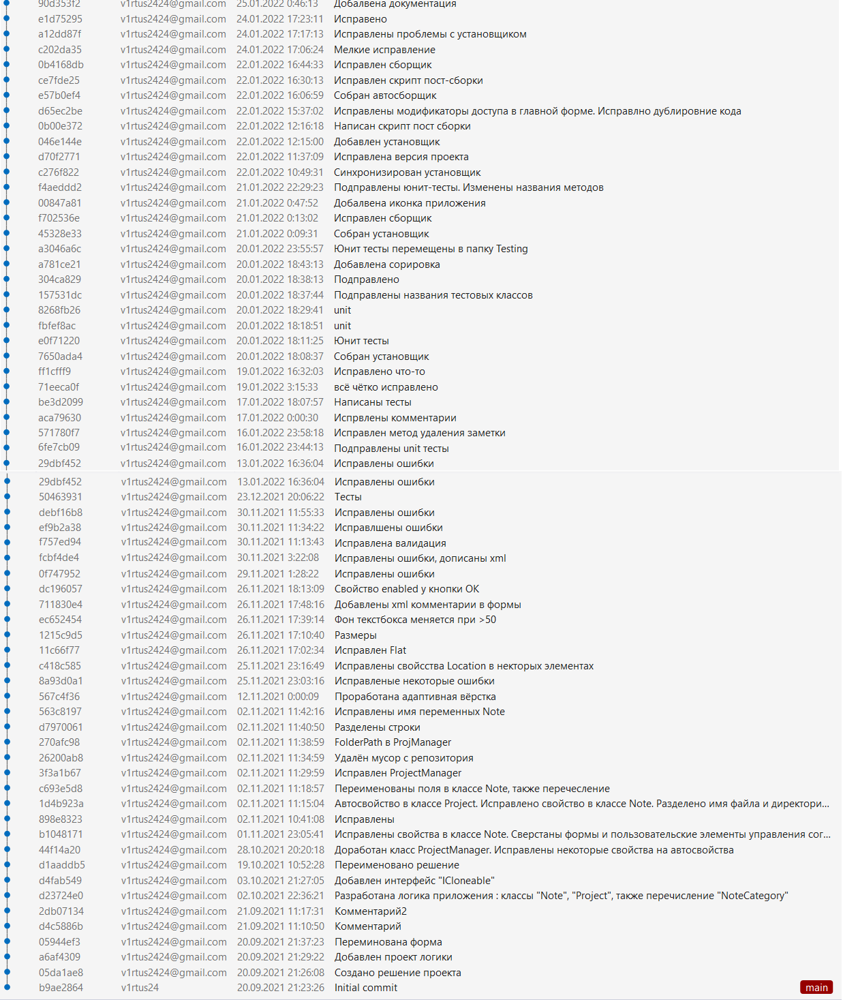 90d353f2 v1rtus2424@gmail.com 25.01.2022 0:46:13 Добалвена документация
e1d75295 v1rtus2424@gmail.com 24.01.2022 17:23:11 Исправено
a12dd87f v1rtus2424@gmail.com 24.01.2022 17:17:13 Исправлены проблемы с установщиком
c202da35 v1rtus2424@gmail.com 24.01.2022 17:06:24 Мелкие исправление
0b4168db v1rtus2424@gmail.com 22.01.2022 16:44:33 Исправлен сборщик
ce7fde25 v1rtus2424@gmail.com 22.01.2022 16:30:13 Исправлен скрипт пост-сборки
e57b0ef4 v1rtus2424@gmail.com 22.01.2022 16:06:59 Собран автосборщик
d65ec2be v1rtus2424@gmail.com 22.01.2022 15:37:02 Исправлены модификаторы доступа в главной форме. Исправлно дублировние кода
0b00e372 v1rtus2424@gmail.com 22.01.2022 12:16:18 Написан скрипт пост сборки
046e144e v1rtus2424@gmail.com 22.01.2022 12:15:00 Добавлен установщик
d70f2771 v1rtus2424@gmail.com 22.01.2022 11:37:09 Исправлена версия проекта
c276f822 v1rtus2424@gmail.com 22.01.2022 10:49:31 Синхронизирован установщик
f4aeddd2 v1rtus2424@gmail.com 21.01.2022 22:29:23 Подправлены юнит-тесты. Изменены названия методов
00847a81 v1rtus2424@gmail.com 21.01.2022 0:47:52 Добалвена иконка приложения
f702536e v1rtus2424@gmail.com 21.01.2022 0:13:02 Исправлен сборщик
45328e33 v1rtus2424@gmail.com 21.01.2022 0:09:31 Собран установщик
a3046a6c v1rtus2424@gmail.com 20.01.2022 23:55:57 Юнит тесты перемещены в папку Testing
a781ce21 v1rtus2424@gmail.com 20.01.2022 18:43:13 Добавлена сорировка
304ca829 v1rtus2424@gmail.com 20.01.2022 18:38:13 Подправлено
157531dc v1rtus2424@gmail.com 20.01.2022 18:37:44 Подправлены названия тестовых классов
8268fb26 v1rtus2424@gmail.com 20.01.2022 18:29:41 unit
fbfef8ac v1rtus2424@gmail.com 20.01.2022 18:18:51 unit
e0f71220 v1rtus2424@gmail.com 20.01.2022 18:11:25 Юнит тесты
7650ada4 v1rtus2424@gmail.com 20.01.2022 18:08:37 Собран установщик
ff1cfff9 v1rtus2424@gmail.com 19.01.2022 16:32:03 Исправлено что-то
71eeca0f v1rtus2424@gmail.com 19.01.2022 3:15:33 всё чётко исправлено
be3d2099 v1rtus2424@gmail.com 17.01.2022 18:07:57 Написаны тесты
aca79630 v1rtus2424@gmail.com 17.01.2022 0:00:30 Испрвлены комментарии
571780f7 v1rtus2424@gmail.com 16.01.2022 23:58:18 Исправлен метод удаления заметки
6fe7cb09 v1rtus2424@gmail.com 16.01.2022 23:44:13 Подправлены unit тесты
29dbf452 v1rtus2424@gmail.com 13.01.2022 16:36:04 Исправлены ошибки
29dbf452 v1rtus2424@gmail.com 13.01.2022 16:36:04 Исправлены ошибки
50463931 v1rtus2424@gmail.com 23.12.2021 20:06:22 Тесты
debf16b8 v1rtus2424@gmail.com 30.11.2021 11:55:33 Исправлены ошибки
ef9b2a38 v1rtus2424@gmail.com 30.11.2021 11:34:22 Исправлшены ошибки
f757ed94 v1rtus2424@gmail.com 30.11.2021 11:13:43 Исправлена валидация
fcbf4de4 v1rtus2424@gmail.com 30.11.2021 3:22:08 Исправлены ошибки, дописаны xml
0f747952 v1rtus2424@gmail.com 29.11.2021 1:28:22 Исправлены ошибки
dc196057 v1rtus2424@gmail.com 26.11.2021 18:13:09 Свойство enabled у кнопки ОК
711830e4 v1rtus2424@gmail.com 26.11.2021 17:48:16 Добавлены xml комментарии в формы
ec652454 v1rtus2424@gmail.com 26.11.2021 17:39:14 Фон текстбокса меняется при >50
1215c9d5 v1rtus2424@gmail.com 26.11.2021 17:10:40 Размеры
11c66f77 v1rtus2424@gmail.com 26.11.2021 17:02:34 Исправлен Flat
c418c585 v1rtus2424@gmail.com 25.11.2021 23:16:49 Исправлены свойсства Location в некторых элементах
8a93d0a1 v1rtus2424@gmail.com 25.11.2021 23:03:16 Исправленые некоторые ошибки
567c4f36 v1rtus2424@gmail.com 12.11.2021 0:00:09 Проработана адаптивная вёрстка
563c8197 v1rtus2424@gmail.com 02.11.2021 11:42:16 Исправлены имя переменных Note
d7970061 v1rtus2424@gmail.com 02.11.2021 11:40:50 Разделены строки
270afc98 v1rtus2424@gmail.com 02.11.2021 11:38:59 FolderPath в ProjManager
26200ab8 v1rtus2424@gmail.com 02.11.2021 11:34:59 Удалён мусор с репозитория
3f3a1b67 v1rtus2424@gmail.com 02.11.2021 11:29:59 Исправлен ProjectManager
c693e5d8 v1rtus2424@gmail.com 02.11.2021 11:18:57 Переименованы поля в классе Note, также перечесление
1d4b923a v1rtus2424@gmail.com 02.11.2021 11:15:04 Автосвойство в классе Project. Исправлено свойство в классе Note. Разделено имя файла и директори...
898e8323 v1rtus2424@gmail.com 02.11.2021 10:41:08 Исправлены
b1048171 v1rtus2424@gmail.com 01.11.2021 23:05:41 Исправлены свойства в классе Note. Сверстаны формы и пользовательские элементы управления сог...
44f14a20 v1rtus2424@gmail.com 28.10.2021 20:20:18 Доработан класс ProjectManager. Исправлены некоторые свойства на автосвойства
d1aaddb5 v1rtus2424@gmail.com 19.10.2021 10:52:28 Переименовано решение
d4fab549 v1rtus2424@gmail.com 03.10.2021 21:27:05 Добавлен интерфейс "ICloneable"
d23724e0 v1rtus2424@gmail.com 02.10.2021 22:36:21 Разработана логика приложения : классы "Note", "Project", также перечисление "NoteCategory"
2db07134 v1rtus2424@gmail.com 21.09.2021 11:17:31 Комментарий2
d4c5886b v1rtus2424@gmail.com 21.09.2021 11:10:50 Комментарий
05944ef3 v1rtus2424@gmail.com 20.09.2021 21:37:23 Переминована форма
a6af4309 v1rtus2424@gmail.com 20.09.2021 21:29:22 Добавлен проект логики
05da1ae8 v1rtus2424@gmail.com 20.09.2021 21:26:08 Создано решение проекта
b9ae2864 v1rtus24 20.09.2021 21:23:26 Initial commit main